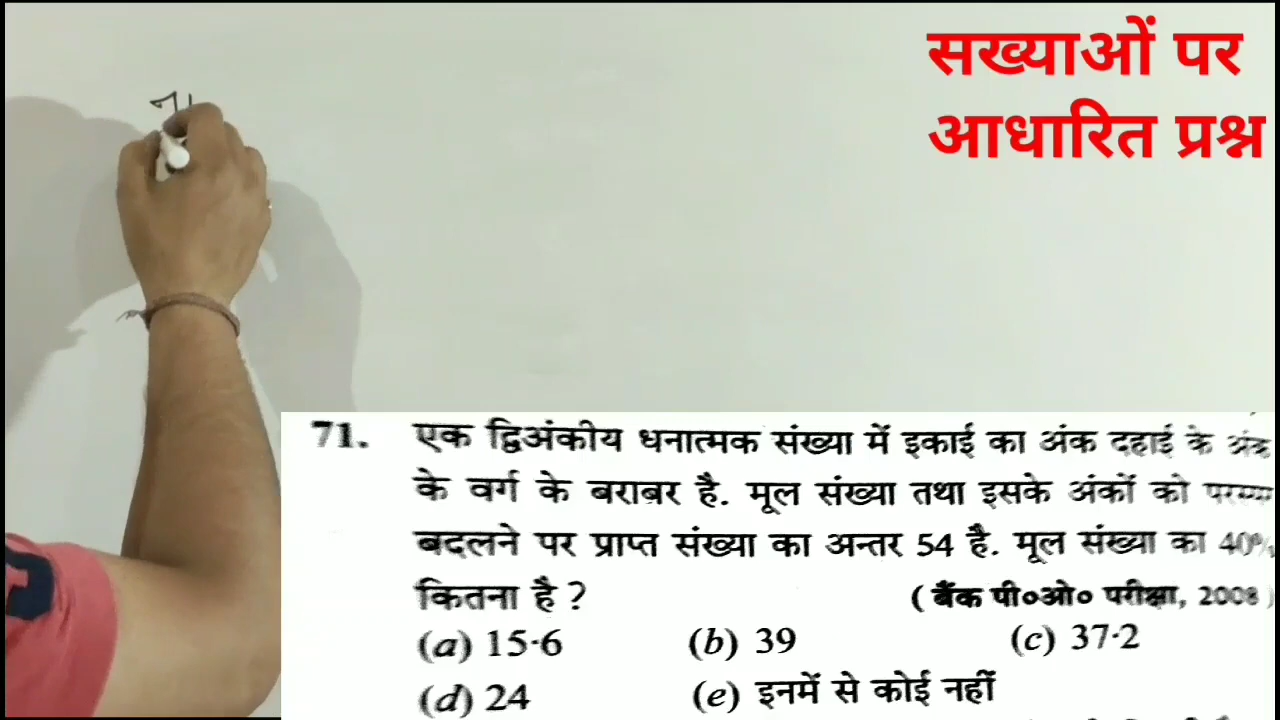 सख्याओं पर
आधारित प्रश्न
71. एक द्विअंकीय धनात्मक संख्या में इकाई का अंक दहाई के अंक
के वर्ग के बराबर है. मूल संख्या तथा इसके अंकों को
बदलने पर प्राप्त संख्या का अन्तर 54 है. मूल संख्या का 40%
कितना है ?
( बैंक पी०ओ० परीक्षा, 2008 )
(a) 15·6 (b) 39 (c) 37·2
(d) 24 (e) इनमें से कोई नहीं